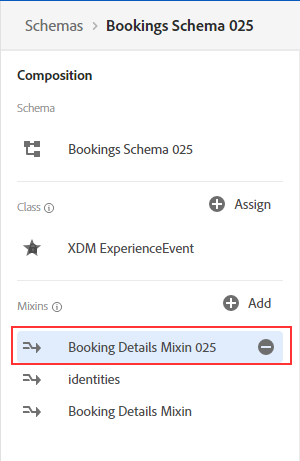 Schemas > Bookings Schema 025
Composition
Schema
Bookings Schema 025
Class
Assign
XDM ExperienceEvent
Mixins
Add
Booking Details Mixin 025
identities
Booking Details Mixin